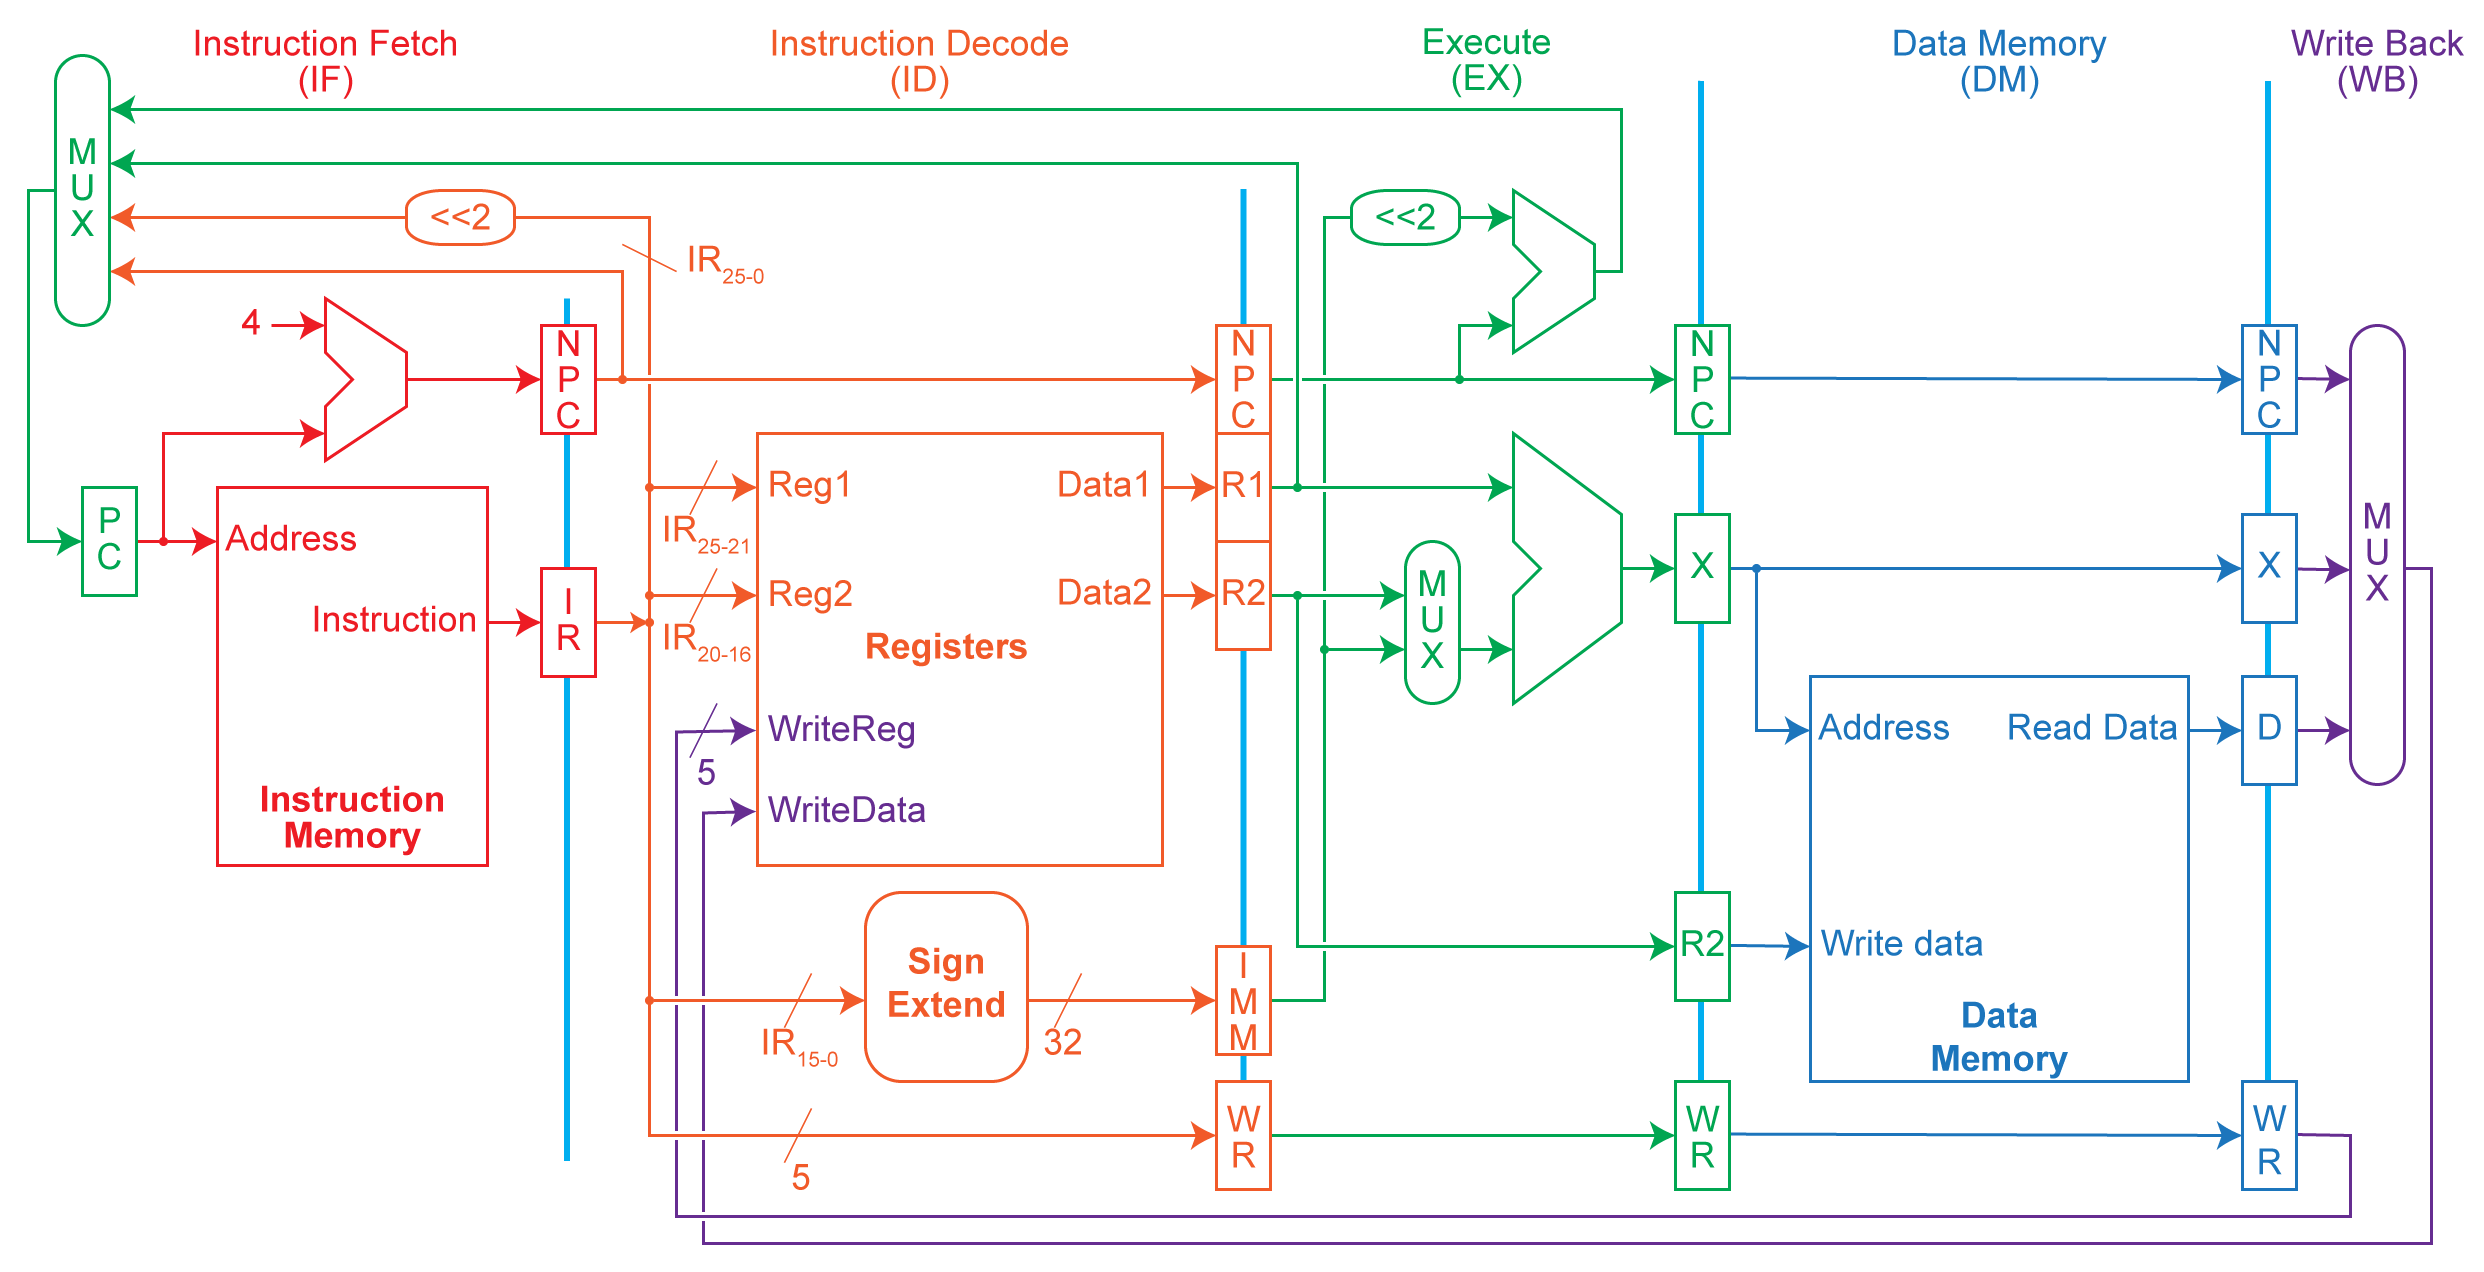 Instruction Fetch
(IF)
Instruction Decode
(ID)
Execute
(EX)
Data Memory
(DM)
Write Back
(WB)
M
U
X
<<2
IR25-0
<<2
4
N
P
C
N
P
C
N
P
C
N
P
C
P
C
Address
Instruction
Instruction
Memory
I
R
Reg1
IR25-21
Reg2
IR20-16
Data1
Data2
Registers
WriteReg
5
WriteData
R1
R2
M
U
X
X
X
M
U
X
Address
Read Data
D
Write data
Data
Memory
R2
Sign
Extend
IR15-0
32
I
M
M
5
W
R
W
R
W
R